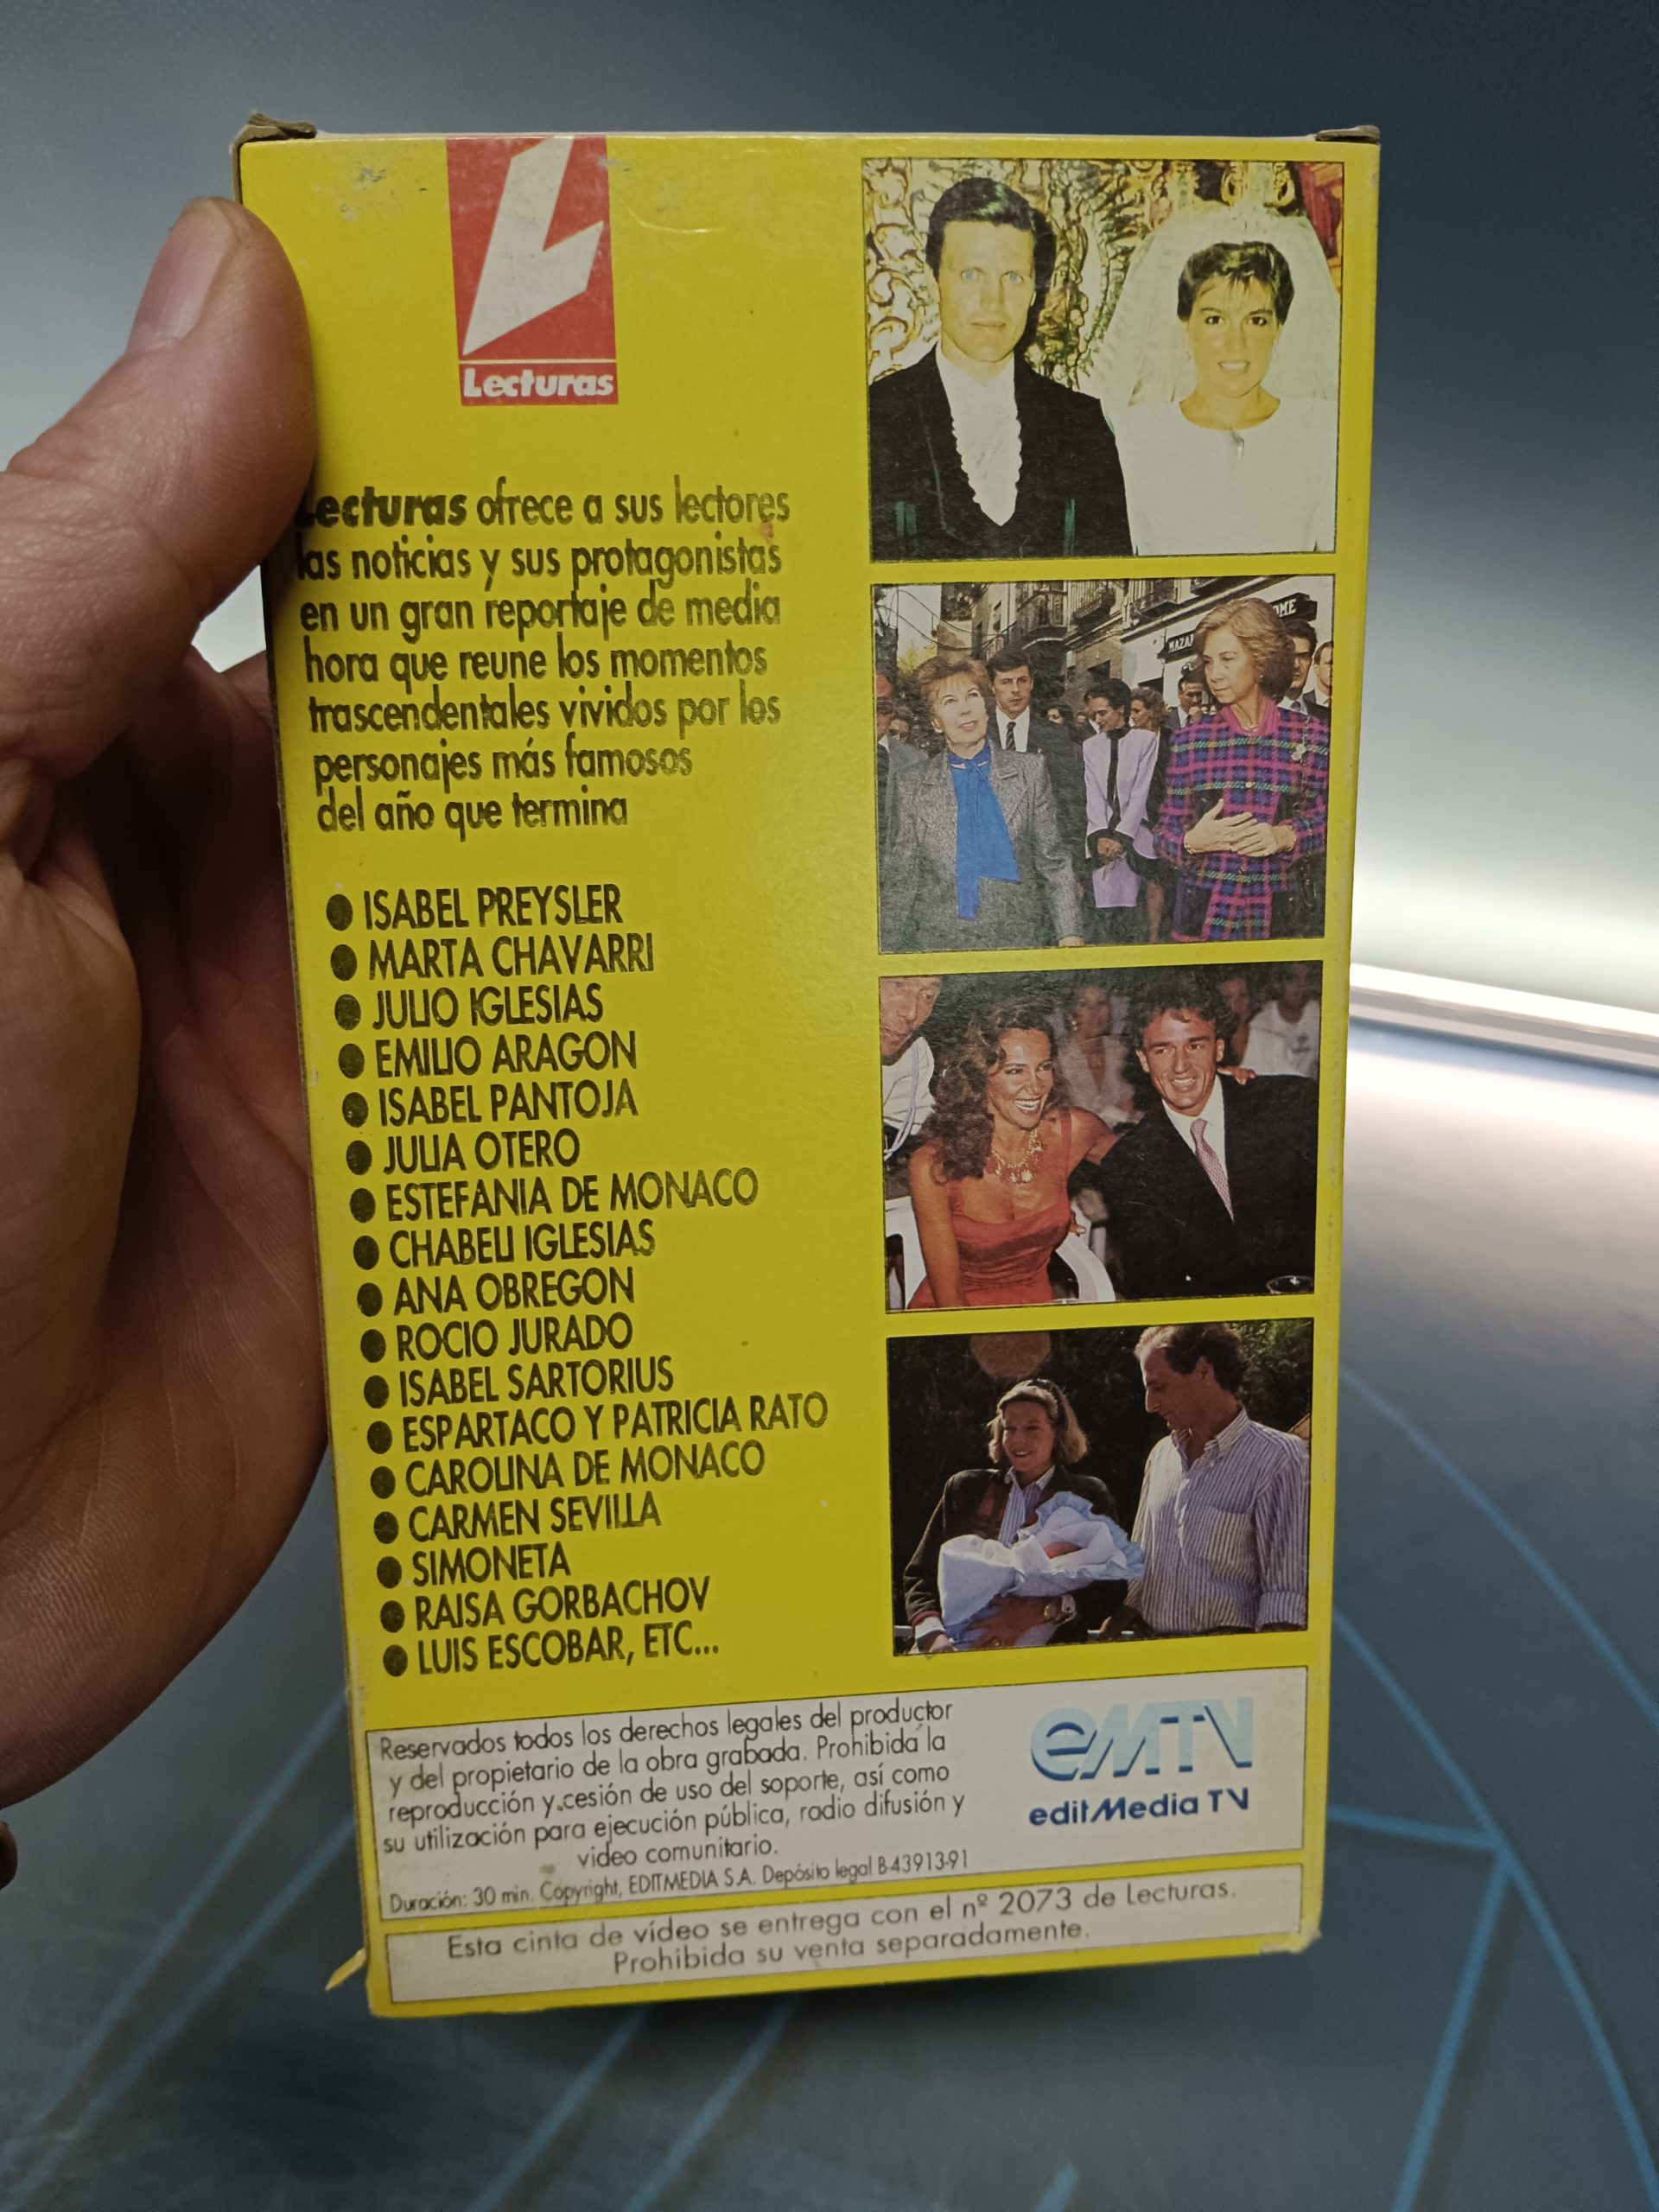 Lecturas
Lecturas ofrece a sus lectores
las noticias y sus protagonistas
en un gran reportaje de media
hora que reune los momentos
trascendentales vividos por los
personajes más famosos
del año que termina
● ISABEL PREYSLER
● MARTA CHAVARRI
● JULIO IGLESIAS
● EMILIO ARAGON
● ISABEL PANTOJA
● JULIA OTERO
● ESTEFANIA DE MONACO
● CHABELI IGLESIAS
● ANA OBREGON
● ROCIO JURADO
● ISABEL SARTORIUS
● ESPARTACO Y PATRICIA RATO
● CAROLINA DE MONACO
● CARMEN SEVILLA
● SIMONETA
● RAISA GORBACHOV
● LUIS ESCOBAR, ETC...
Reservados todos los derechos legales del productor
y del propietario de la obra grabada. Prohibida la
reproducción y cesión de uso del soporte, así como
su utilización para ejecución pública, radio difusión y
video comunitario.
Duración: 30 min. Copyright, EDITMEDIA S.A. Depósito legal B-43913-91
eMTV
editMedia TV
Esta cinta de vídeo se entrega con el nº 2073 de Lecturas.
Prohibida su venta separadamente.